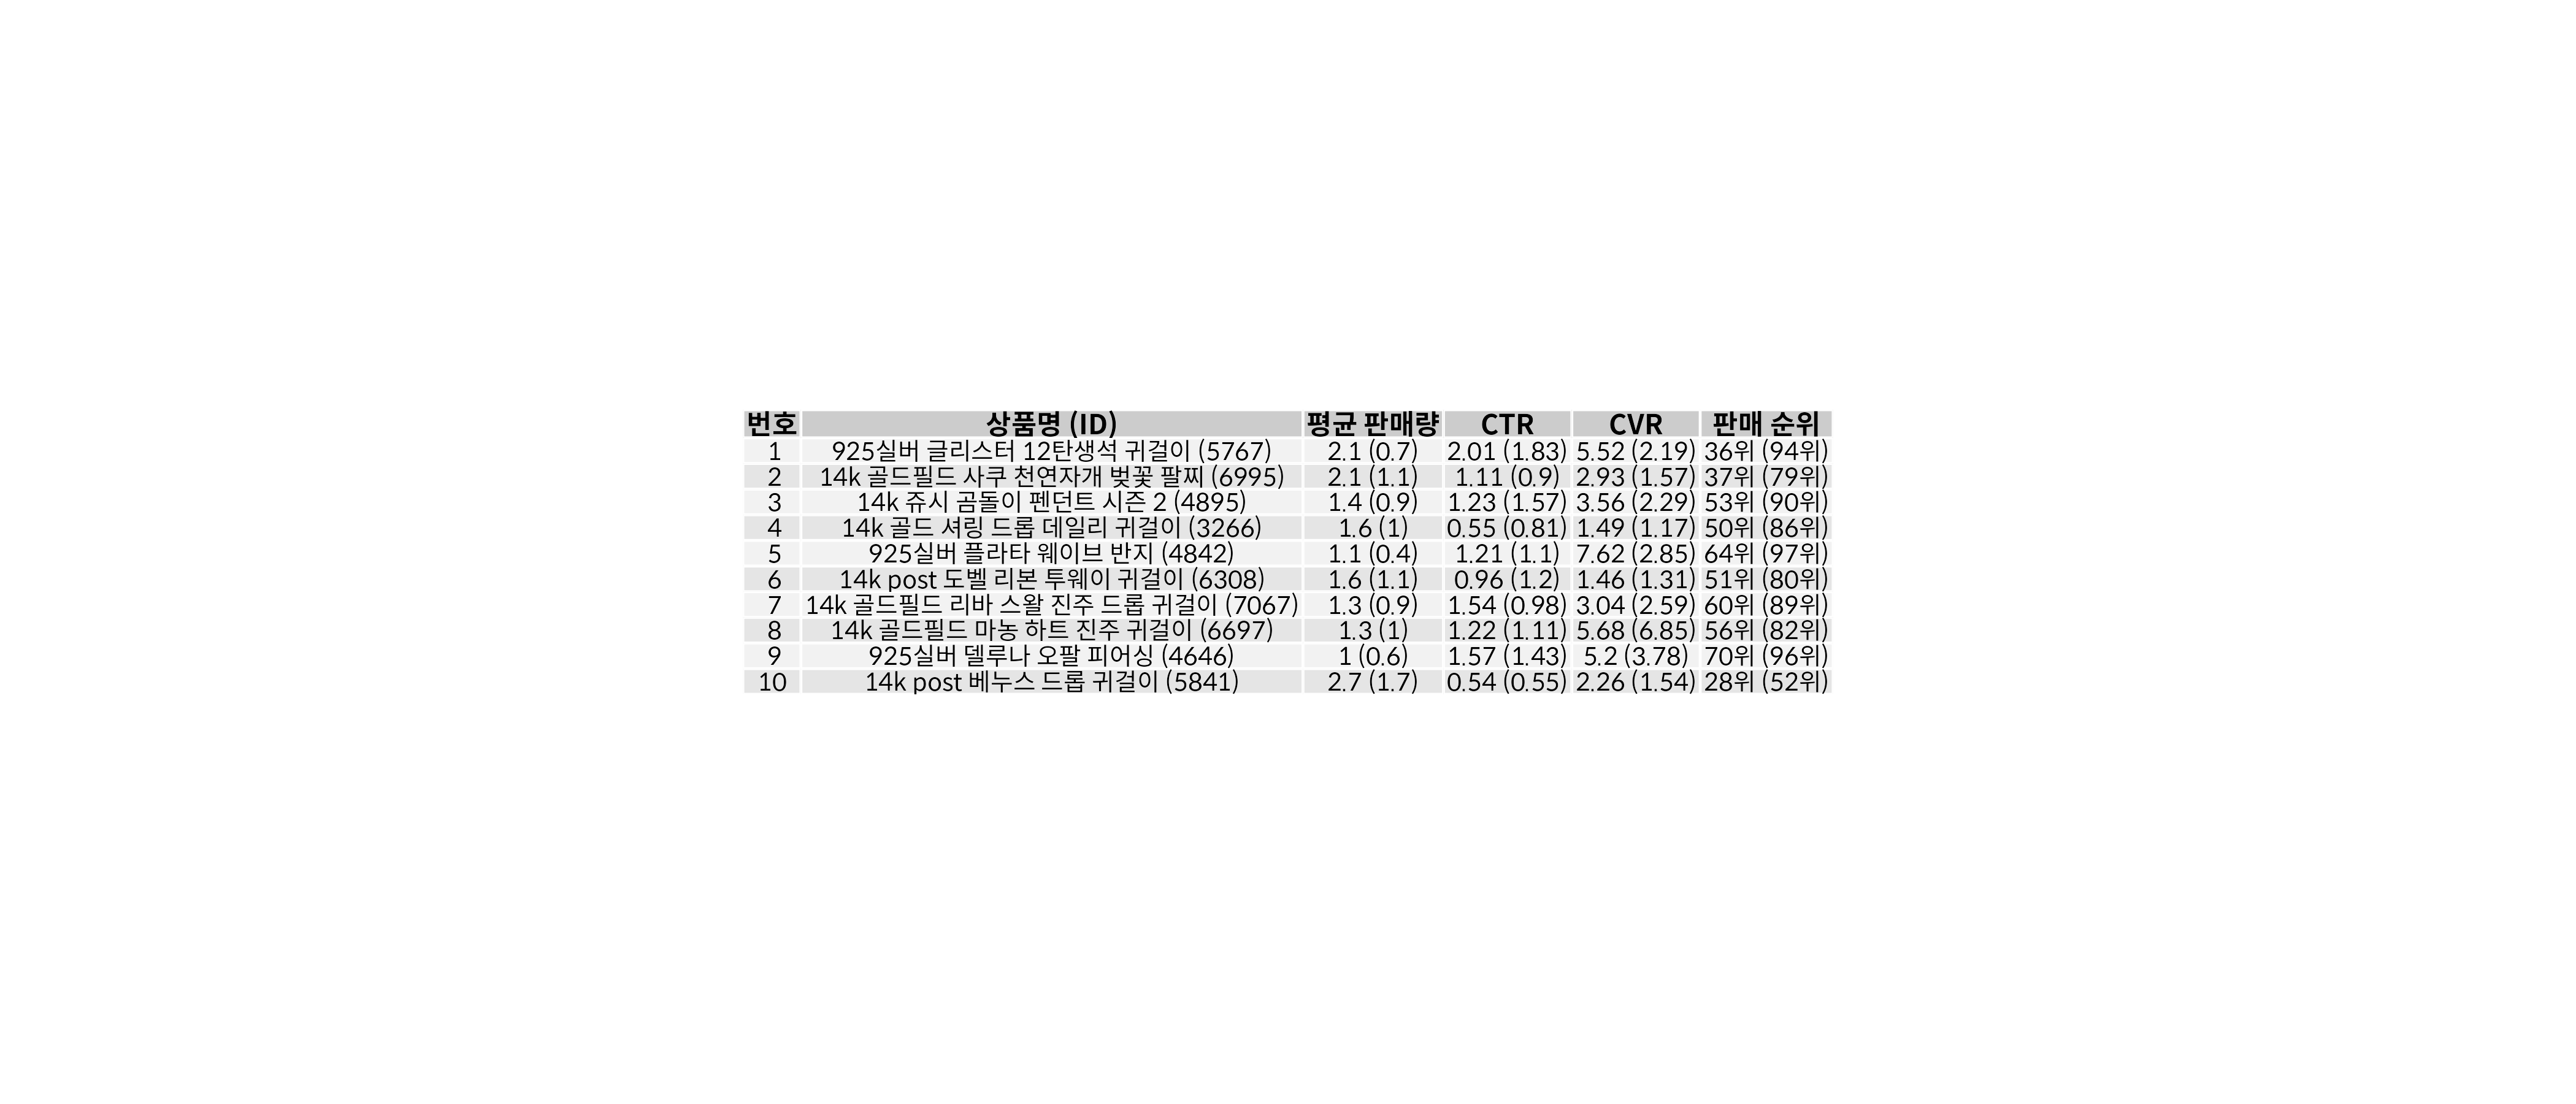 번호 상품명 (ID) 평균 판매량 CTR CVR 판매 순위
1 925실버 글리스터 12탄생석 귀걸이 (5767) 2.1 (0.7) 2.01 (1.83) 5.52 (2.19) 36위 (94위)
2 14k 골드필드 사쿠 천연자개 벚꽃 팔찌 (6995) 2.1 (1.1) 1.11 (0.9) 2.93 (1.57) 37위 (79위)
3 14k 쥬시 곰돌이 펜던트 시즌 2 (4895) 1.4 (0.9) 1.23 (1.57) 3.56 (2.29) 53위 (90위)
4 14k 골드 셔링 드롭 데일리 귀걸이 (3266) 1.6 (1) 0.55 (0.81) 1.49 (1.17) 50위 (86위)
5 925실버 플라타 웨이브 반지 (4842) 1.1 (0.4) 1.21 (1.1) 7.62 (2.85) 64위 (97위)
6 14k post 도벨 리본 투웨이 귀걸이 (6308) 1.6 (1.1) 0.96 (1.2) 1.46 (1.31) 51위 (80위)
7 14k 골드필드 리바 스왈 진주 드롭 귀걸이 (7067) 1.3 (0.9) 1.54 (0.98) 3.04 (2.59) 60위 (89위)
8 14k 골드필드 마농 하트 진주 귀걸이 (6697) 1.3 (1) 1.22 (1.11) 5.68 (6.85) 56위 (82위)
9 925실버 델루나 오팔 피어싱 (4646) 1 (0.6) 1.57 (1.43) 5.2 (3.78) 70위 (96위)
10 14k post 베누스 드롭 귀걸이 (5841) 2.7 (1.7) 0.54 (0.55) 2.26 (1.54) 28위 (52위)